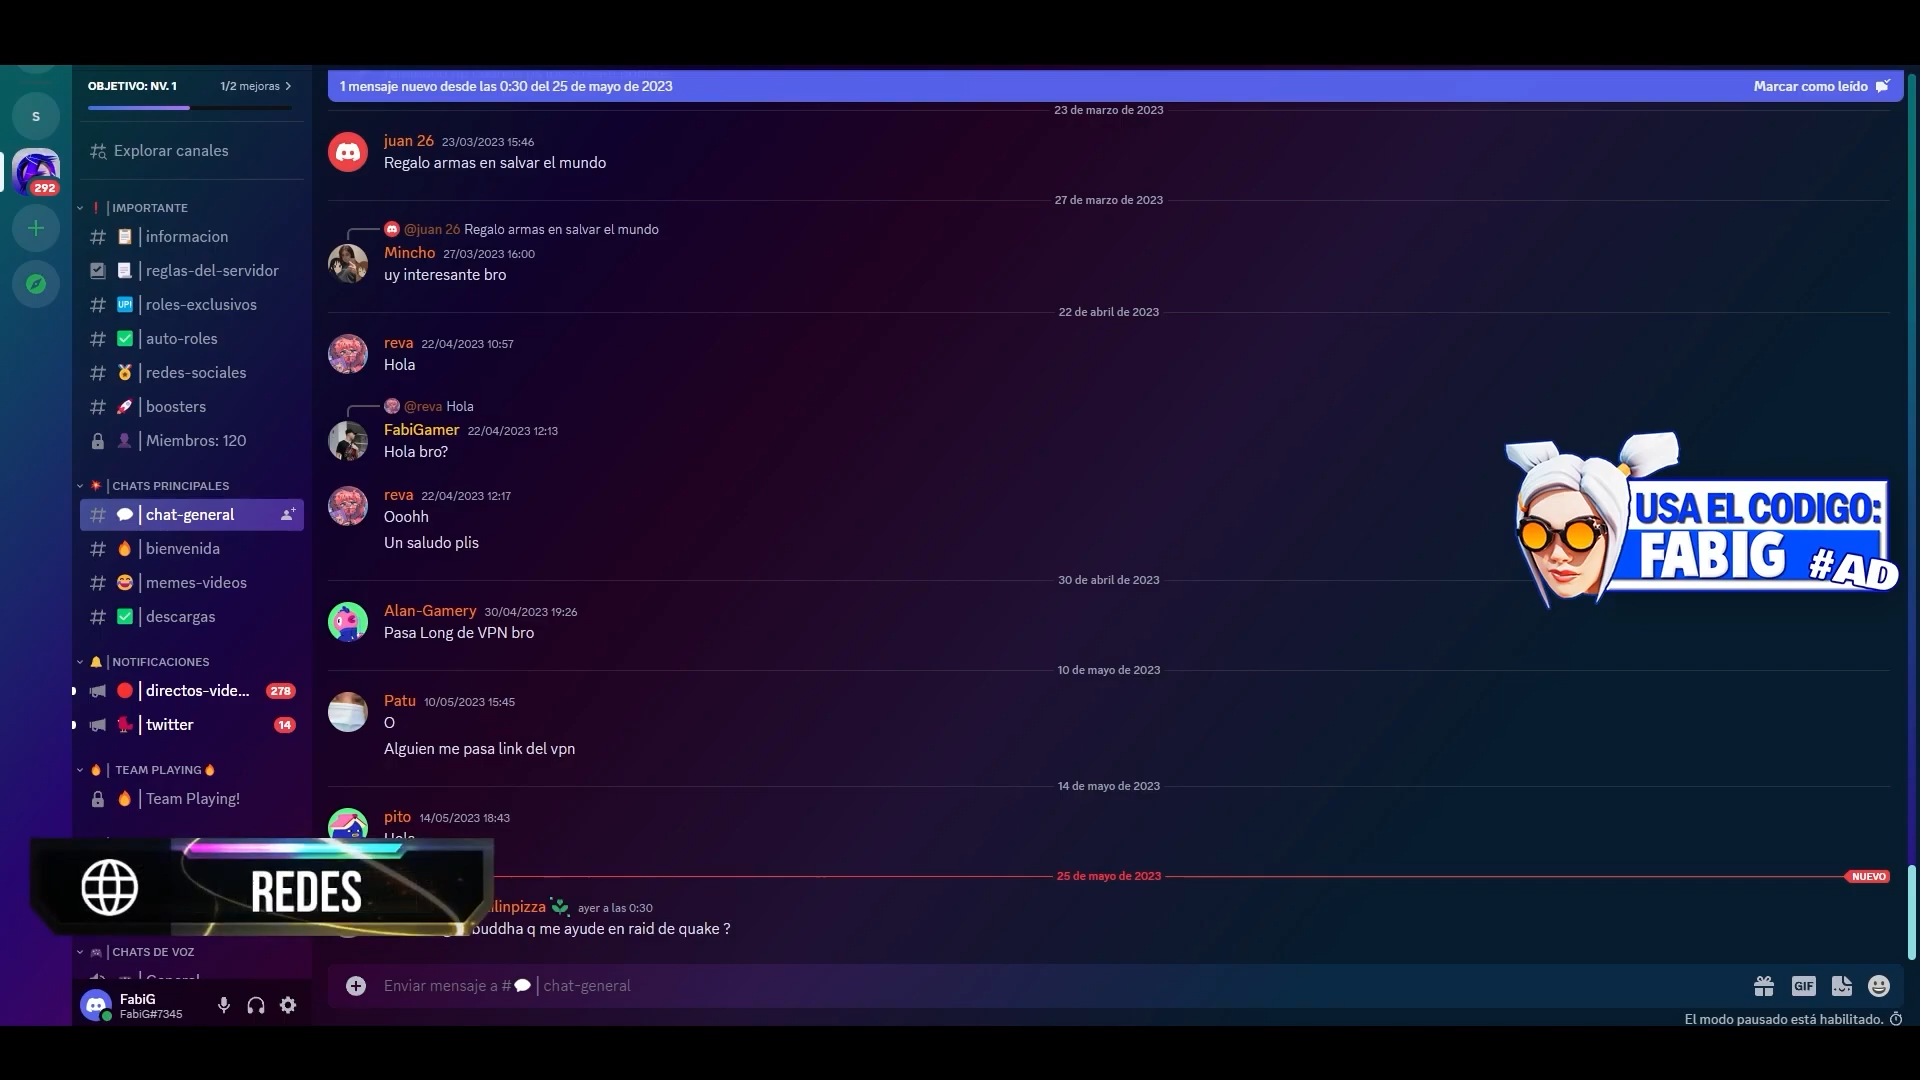 OBJETIVO: NV. 1
1/2 mejoras
S
292
Explorar canales
IMPORTANTE
informacion
reglas-del-servidor
UP!
roles-exclusivos
auto-roles
redes-sociales
boosters
Miembros: 120
CHATS PRINCIPALES
chat-general
bienvenida
memes-videos
descargas
NOTIFICACIONES
directos-vide...
278
twitter
14
TEAM PLAYING
Team Playing!
REDES
CHATS DE VOZ
General
FabiG
FabiG#7345
1 mensaje nuevo desde las 0:30 del 25 de mayo de 2023
Marcar como leído
23 de marzo de 2023
juan 26 23/03/2023 15:46
Regalo armas en salvar el mundo
27 de marzo de 2023
@juan 26 Regalo armas en salvar el mundo
Mincho 27/03/2023 16:00
uy interesante bro
22 de abril de 2023
reva 22/04/2023 10:57
Hola
@reva Hola
FabiGamer 22/04/2023 12:13
Hola bro?
reva 22/04/2023 12:17
Ooohh
Un saludo plis
30 de abril de 2023
Alan-Gamery 30/04/2023 19:26
Pasa Long de VPN bro
10 de mayo de 2023
Patu 10/05/2023 15:45
O
Alguien me pasa link del vpn
14 de mayo de 2023
pito 14/05/2023 18:43
Hola
25 de mayo de 2023
NUEVO
ayer a las 0:30
buddha q me ayude en raid de quake ?
Enviar mensaje a # | chat-general
GIF
El modo pausado está habilitado.
USA EL CODIGO:
FABIG
#AD